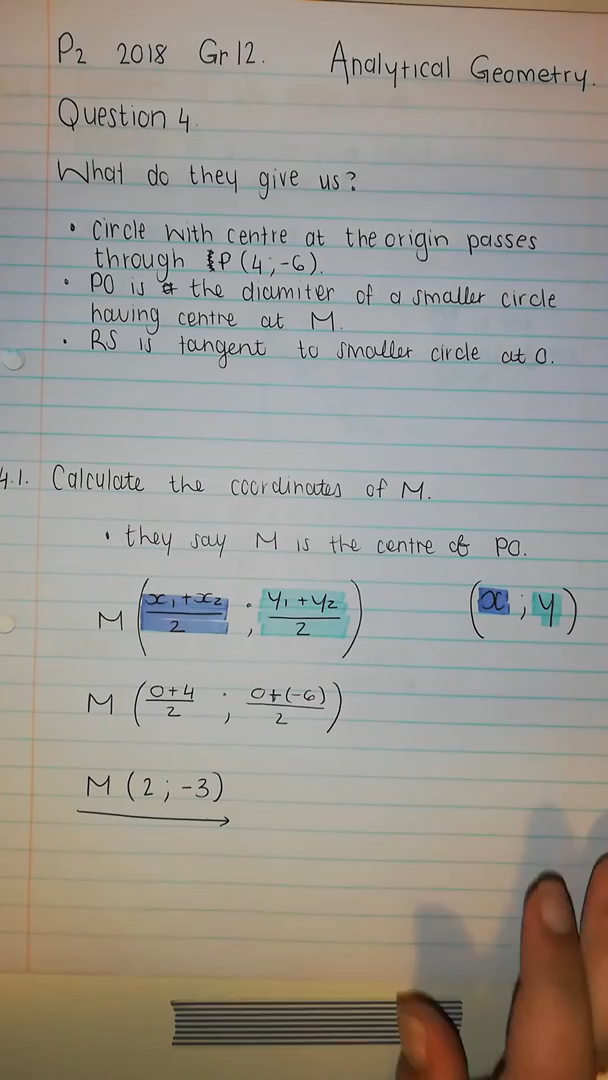 P2 2018 Gr12. Analytical Geometry.
Question 4.
What do they give us?
• circle with centre at the origin passes
through P(4;-6).
• PO is the diamiter of a smaller circle
having centre at M.
• RS is tangent to smaller circle at O.
4.1. Calculate the coordinates of M.
• they say M is the centre of PO.
M (x₁+x₂/2 ; y₁+y₂/2) (x ; y)
M (0+4/2 ; 0+(-6)/2)
M (2 ; -3)